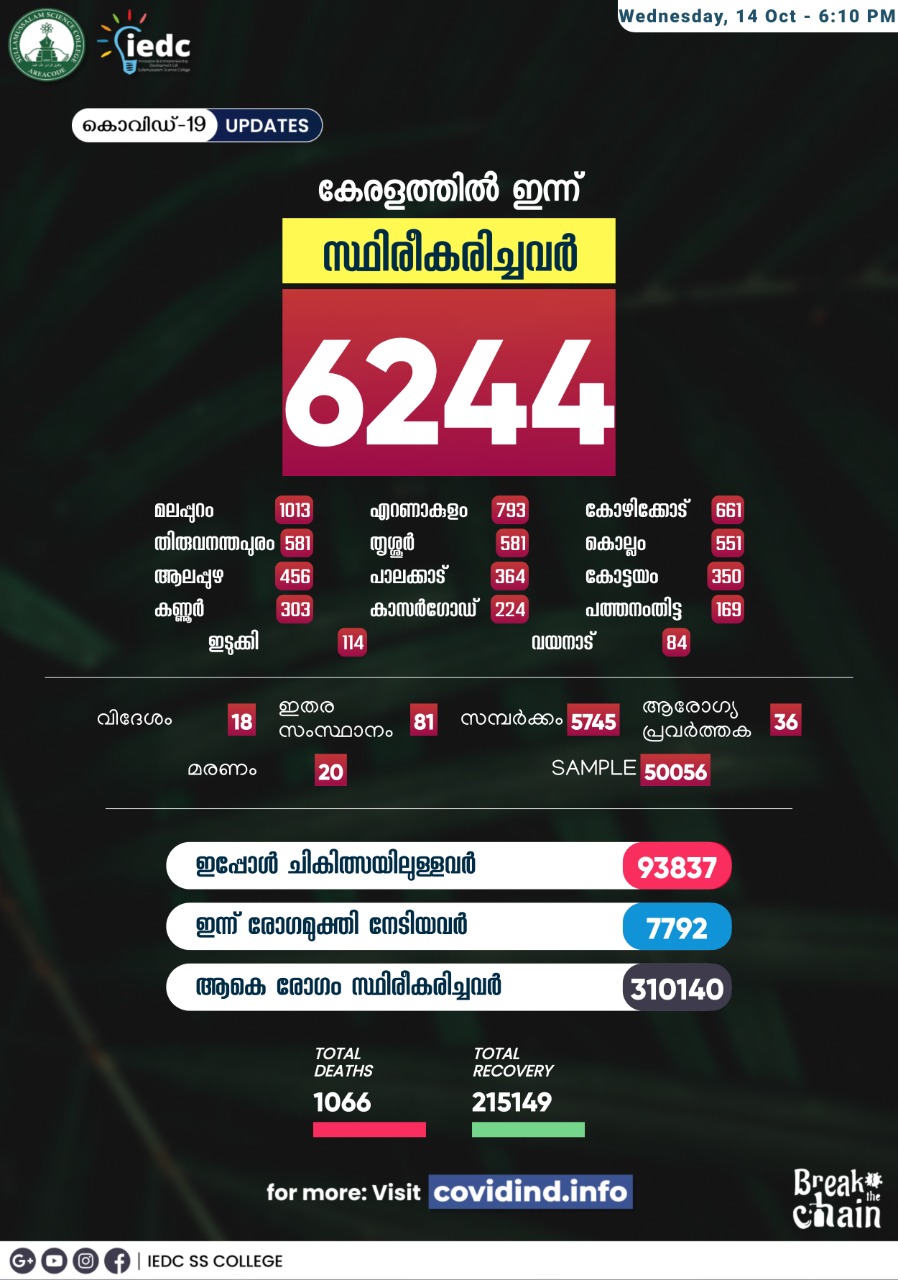 Wednesday, 14 Oct - 6:10 PM
SULLAMUSSALAM SCIENCE COLLEGE
AREACODE
iedc
കൊവിഡ്-19 UPDATES
കേരളത്തിൽ ഇന്ന്
സ്ഥിരീകരിച്ചവർ
6244
മലപ്പുറം 1013 എറണാകുളം 793 കോഴിക്കോട് 661
തിരുവനന്തപുരം 581 തൃശ്ശൂർ 581 കൊല്ലം 551
ആലപ്പുഴ 456 പാലക്കാട് 364 കോട്ടയം 350
കണ്ണൂർ 303 കാസർഗോഡ് 224 പത്തനംതിട്ട 169
ഇടുക്കി 114 വയനാട് 84
വിദേശം 18 ഇതര സംസ്ഥാനം 81 സമ്പർക്കം 5745 ആരോഗ്യ പ്രവർത്തക 36
മരണം 20 SAMPLE 50056
ഇപ്പോൾ ചികിത്സയിലുള്ളവർ 93837
ഇന്ന് രോഗമുക്തി നേടിയവർ 7792
ആകെ രോഗം സ്ഥിരീകരിച്ചവർ 310140
TOTAL DEATHS
1066
TOTAL RECOVERY
215149
for more: Visit covidind.info
Break the chain
IEDC SS COLLEGE